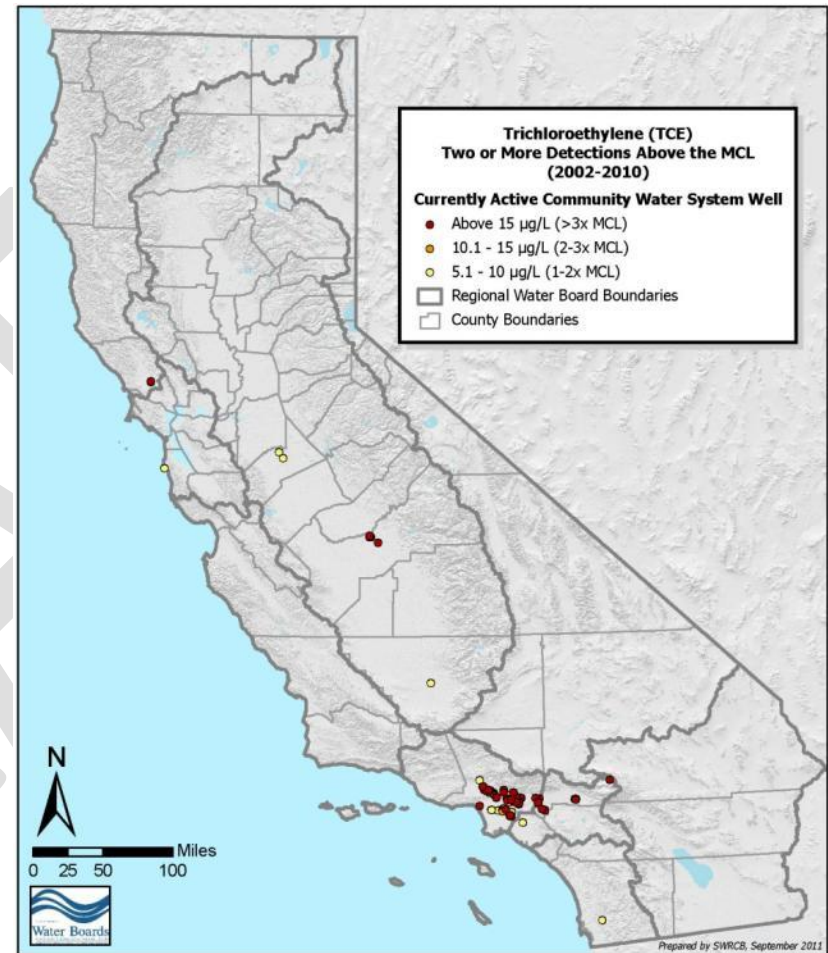 Trichloroethylene (TCE)
Two or More Detections Above the MCL
(2002-2010)
Currently Active Community Water System Well
Above 15 µg/L (>3x MCL)
10.1 - 15 µg/L (2-3x MCL)
5.1 - 10 µg/L (1-2x MCL)
Regional Water Board Boundaries
County Boundaries
N
Miles
0 25 50 100
Water Boards
Prepared by SWRCB, September 2011